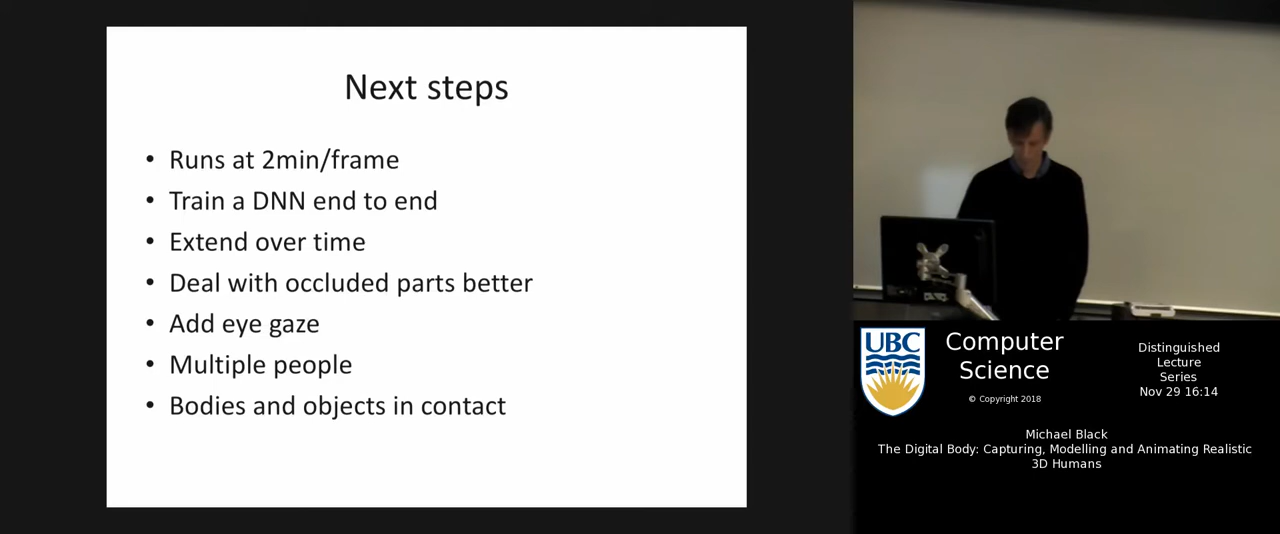 Next steps
• Runs at 2min/frame
• Train a DNN end to end
• Extend over time
• Deal with occluded parts better
• Add eye gaze
• Multiple people
• Bodies and objects in contact
UBC
Computer
Science
© Copyright 2018
Distinguished
Lecture
Series
Nov 29 16:14
Michael Black
The Digital Body: Capturing, Modelling and Animating Realistic
3D Humans